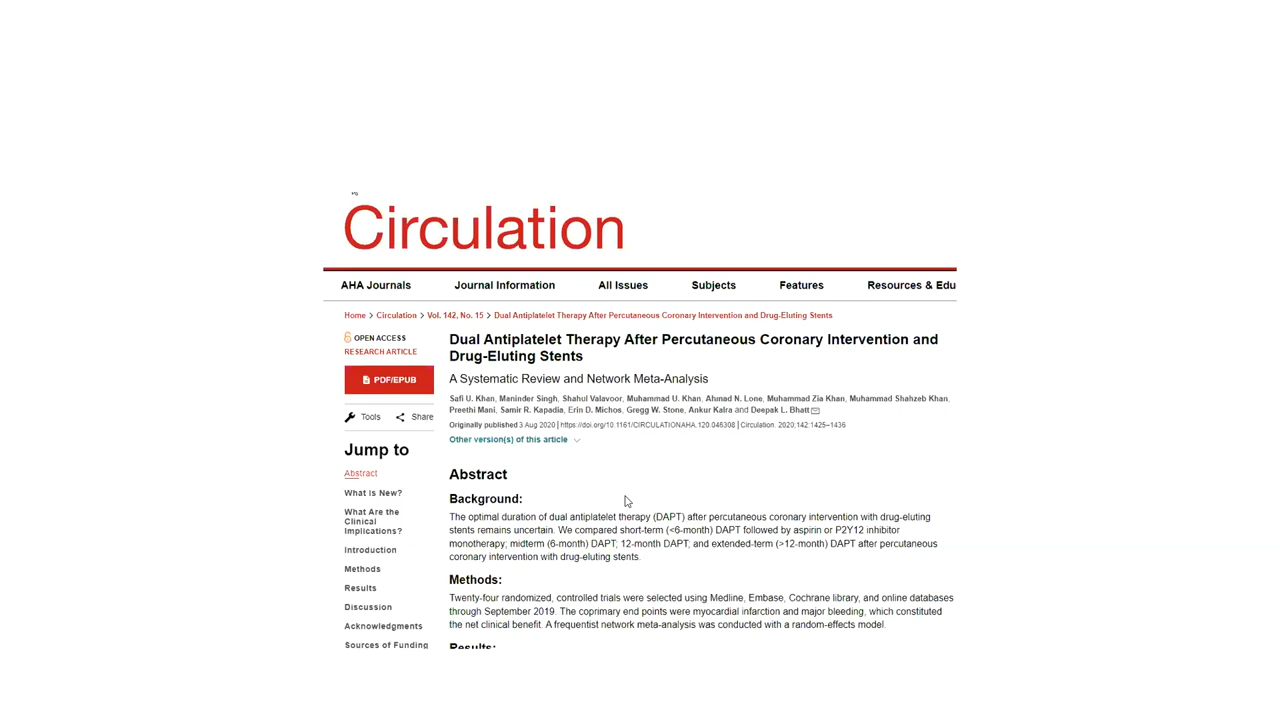 Circulation
AHA Journals Journal Information All Issues Subjects Features Resources & Edu
Home > Circulation > Vol. 142, No. 15 > Dual Antiplatelet Therapy After Percutaneous Coronary Intervention and Drug-Eluting Stents
OPEN ACCESS
RESEARCH ARTICLE
PDF/EPUB
Tools Share
Jump to
Abstract
What Is New?
What Are the
Clinical
Implications?
Introduction
Methods
Results
Discussion
Acknowledgments
Sources of Funding
Dual Antiplatelet Therapy After Percutaneous Coronary Intervention and
Drug-Eluting Stents
A Systematic Review and Network Meta-Analysis
Safi U. Khan, Maninder Singh, Shahul Valavoor, Muhammad U. Khan, Ahmad N. Lone, Muhammad Zia Khan, Muhammad Shahzeb Khan,
Preethi Mani, Samir R. Kapadia, Erin D. Michos, Gregg W. Stone, Ankur Kalra and Deepak L. Bhatt
Originally published 3 Aug 2020 | https://doi.org/10.1161/CIRCULATIONAHA.120.046308 | Circulation. 2020;142:1425–1436
Other version(s) of this article
Abstract
Background:
The optimal duration of dual antiplatelet therapy (DAPT) after percutaneous coronary intervention with drug-eluting
stents remains uncertain. We compared short-term (<6-month) DAPT followed by aspirin or P2Y12 inhibitor
monotherapy; midterm (6-month) DAPT; 12-month DAPT; and extended-term (>12-month) DAPT after percutaneous
coronary intervention with drug-eluting stents.
Methods:
Twenty-four randomized, controlled trials were selected using Medline, Embase, Cochrane library, and online databases
through September 2019. The coprimary end points were myocardial infarction and major bleeding, which constituted
the net clinical benefit. A frequentist network meta-analysis was conducted with a random-effects model.
Results: